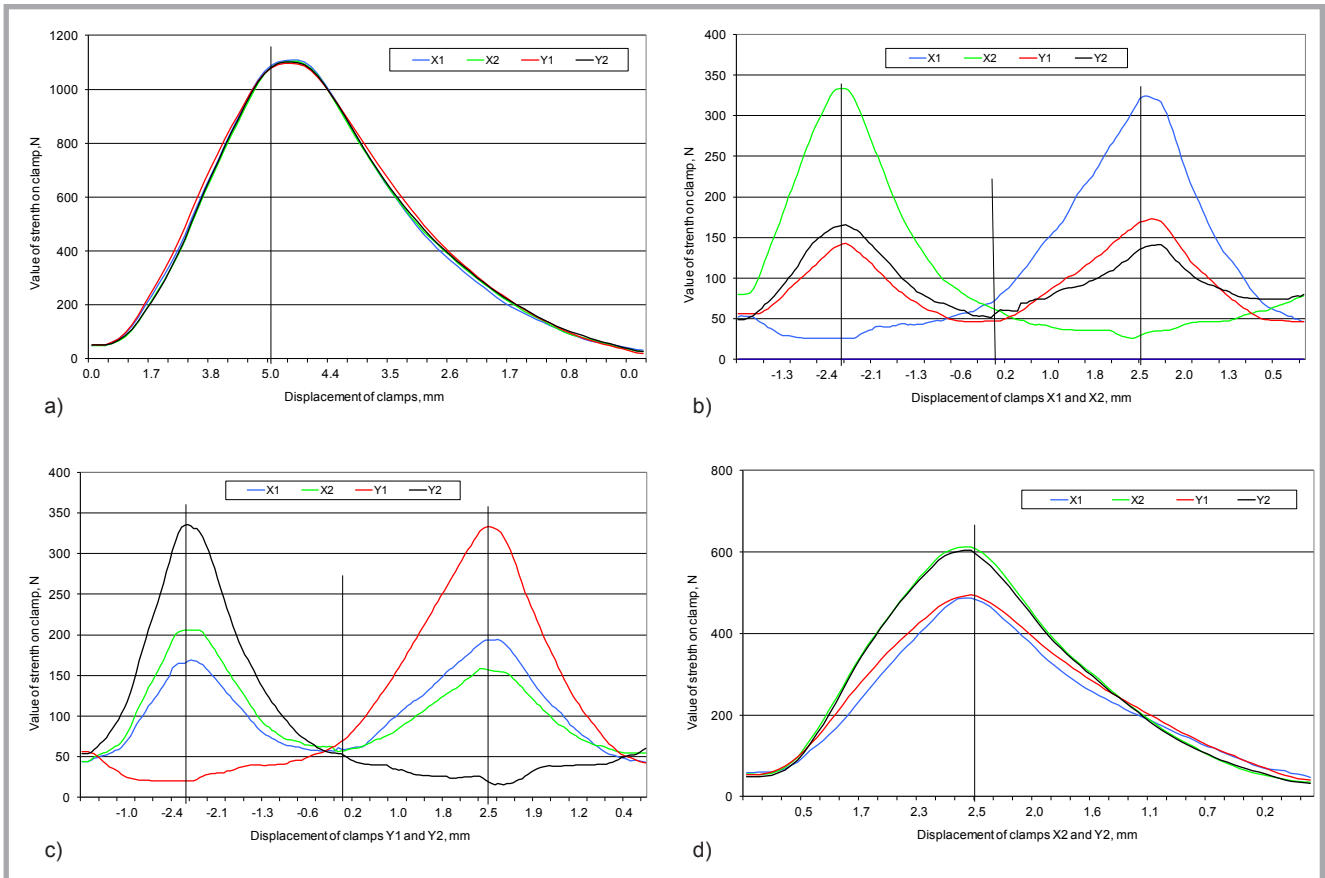 1200
1000
800
600
400
200
0
Value of strenth on clamp,N
X1 X2 Y1 Y2
0.0 1.7 3.8 5.0 4.4 2.6 1.7 0.8 0.0
Displacement of clamps, mm
a)
400
350
300
250
200
150
100
50
0
Value of strenth on clamp, N
X1 X2 Y1 Y2
-1.3 -2.4 -2.1 -1.3 -0.6 0.2 1.0 1.8 2.5 2.0 1.3 0.5
Displacement of clamps X1 and X2, mm
b)
400
350
300
250
200
150
100
50
0
Value of strenth on clamp, N
X1 X2 Y1 Y2
-1.0 -2.4 -2.1 -1.3 -0.5 0.2 1.0 1.8 2.5 1.9 1.2 0.4
Displacement of clamps Y1 and Y2, mm
c)
800
600
400
200
0
Value of strebth on clamp, N
X1 X2 Y1 Y2
0,5 1,7 2,3 2,5 2,0 1,6 1,1 0,7 0,2
Displacement of clamps X2 and Y2, mm
d)